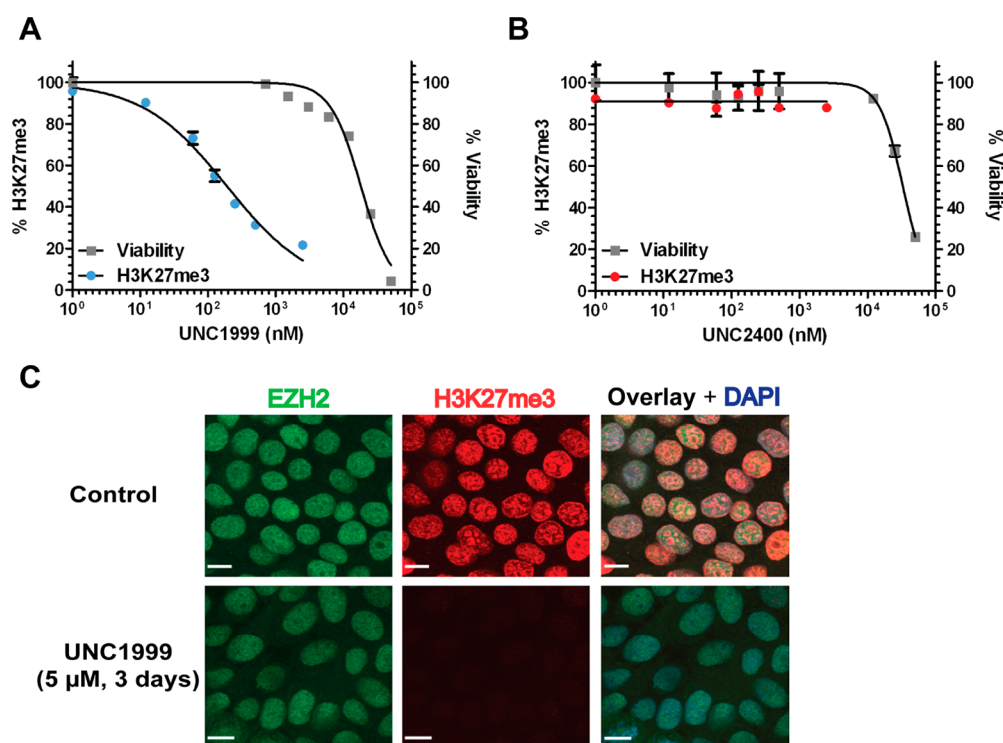 A
% H3K27me3
100
80
60
40
20
0
Viability
H3K27me3
100
80
60
40
20
0
% Viability
10⁰ 10¹ 10² 10³ 10⁴ 10⁵
UNC1999 (nM)
B
% H3K27me3
100
80
60
40
20
0
Viability
H3K27me3
100
80
60
40
20
0
% Viability
10⁰ 10¹ 10² 10³ 10⁴ 10⁵
UNC2400 (nM)
C
EZH2 H3K27me3 Overlay + DAPI
Control
UNC1999
(5 µM, 3 days)